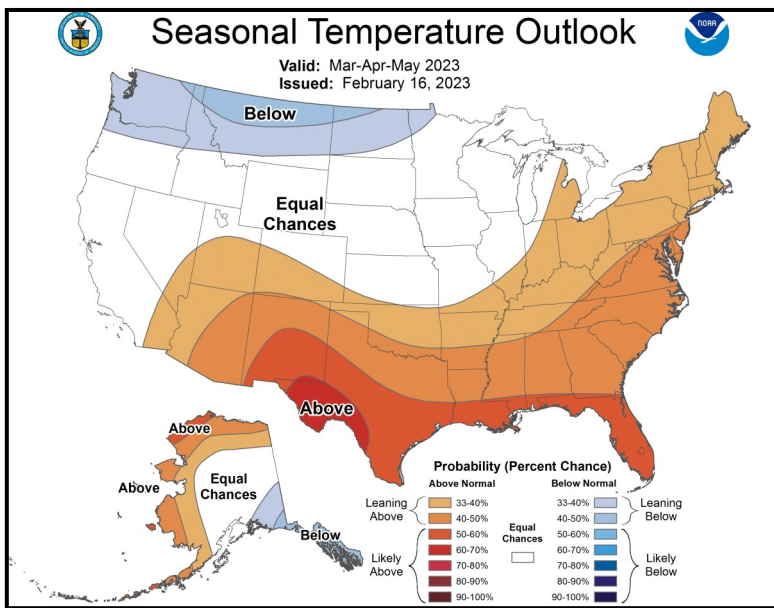 Seasonal Temperature Outlook
NOAA
Valid: Mar-Apr-May 2023
Issued: February 16, 2023
Below
Equal
Chances
Above
Above
Above
Equal
Chances
Below
Probability (Percent Chance)
Above Normal Below Normal
Leaning
Above
33-40%
40-50%
Likely
Above
50-60%
60-70%
70-80%
80-90%
90-100%
Equal
Chances
33-40%
40-50%
Leaning
Below
50-60%
60-70%
70-80%
80-90%
90-100%
Likely
Below